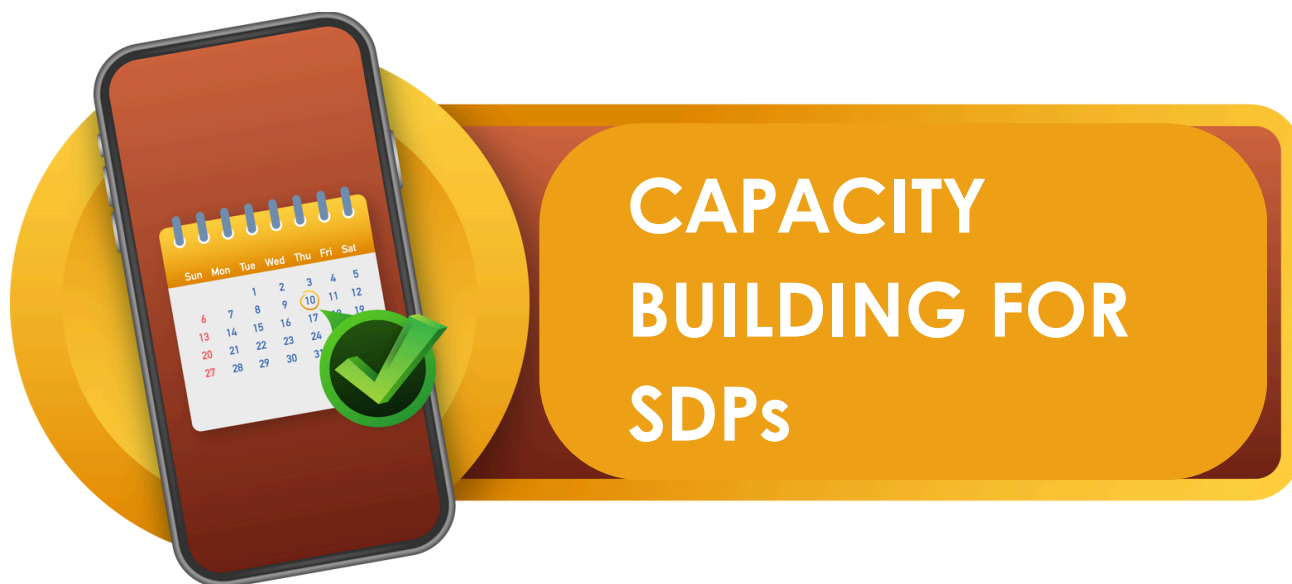 Sun Mon Tue Wed Thu Fri Sat
1 2 3 4 5
6 7 8 9 10 11 12
13 14 15 16 17 19
20 21 22 23 24
27 28 29 30
CAPACITY
BUILDING FOR
SDPs